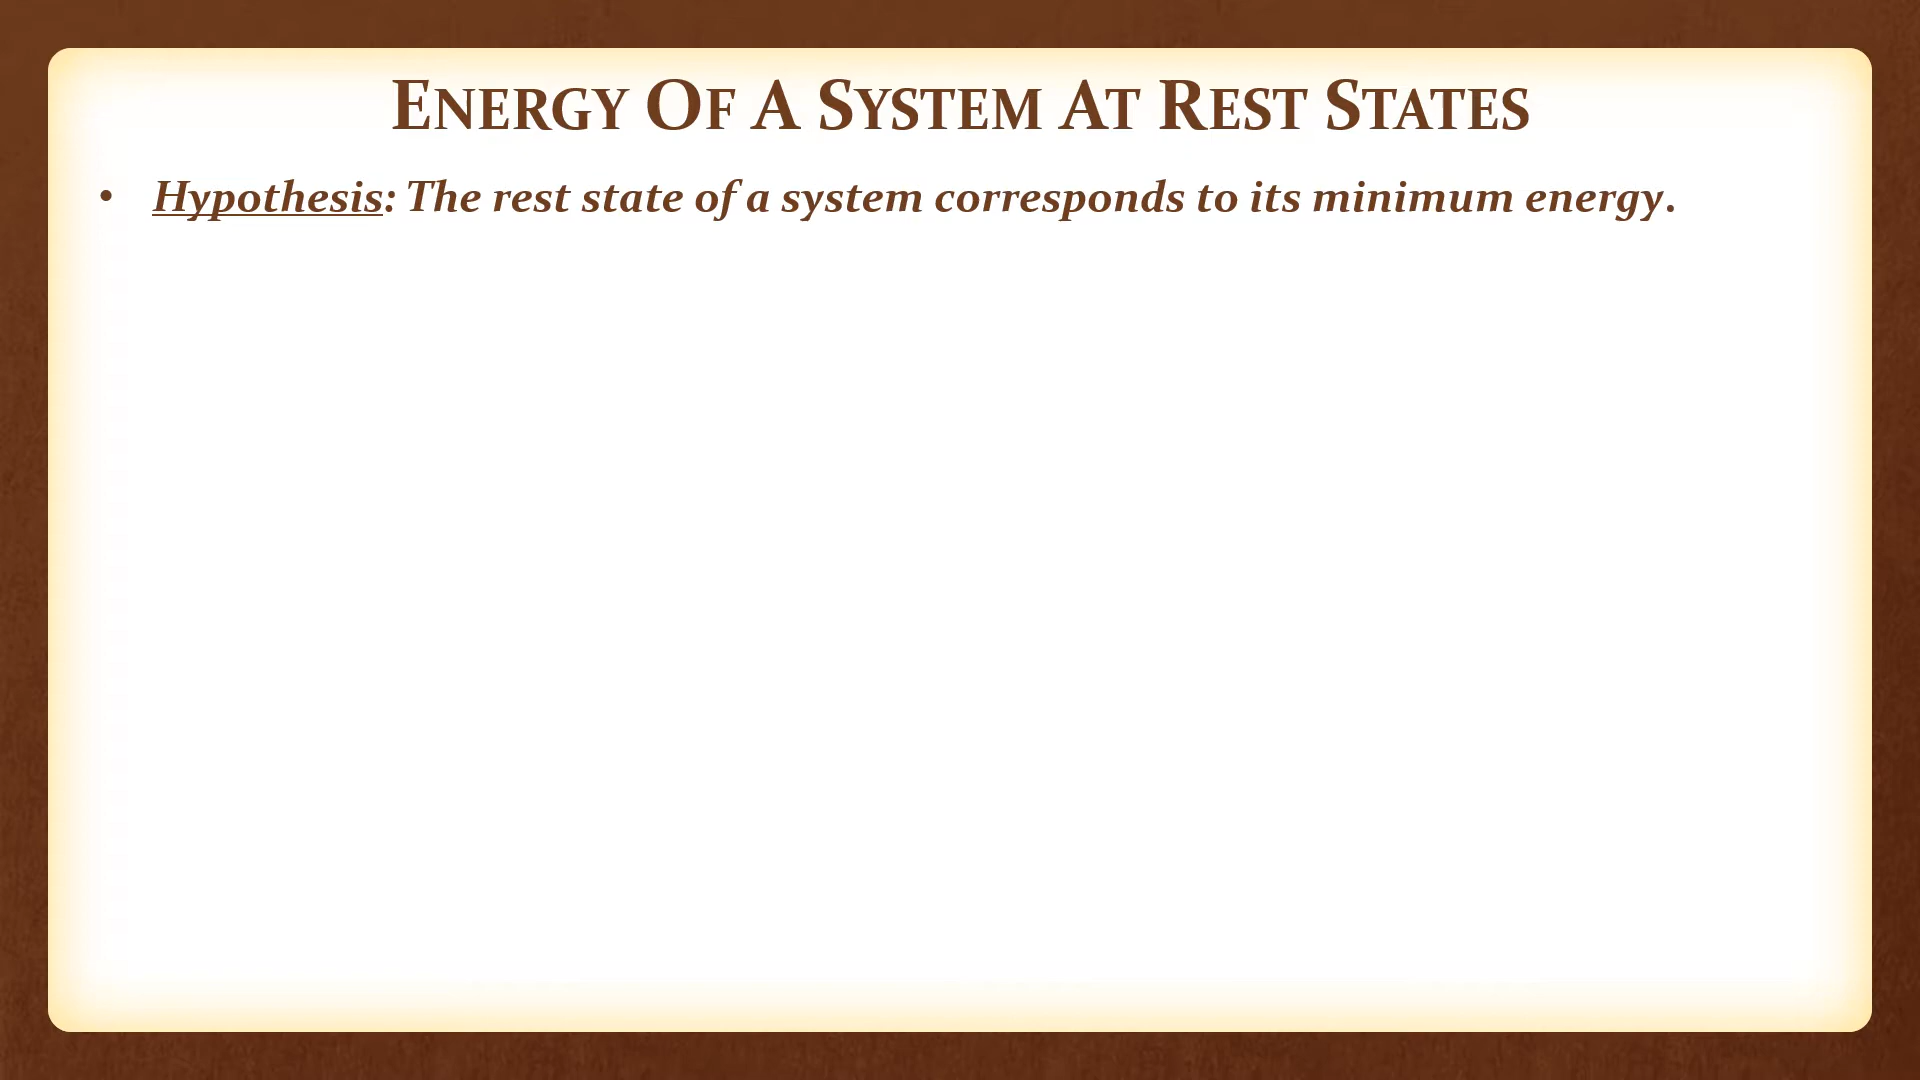 ENERGY OF A SYSTEM AT REST STATES
• Hypothesis: The rest state of a system corresponds to its minimum energy.